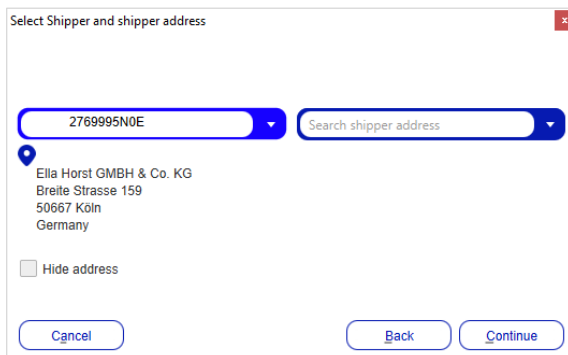 Select Shipper and shipper address
x
2769995N0E
Search shipper address
Ella Horst GMBH & Co. KG
Breite Strasse 159
50667 Köln
Germany
Hide address
Cancel
Back
Continue